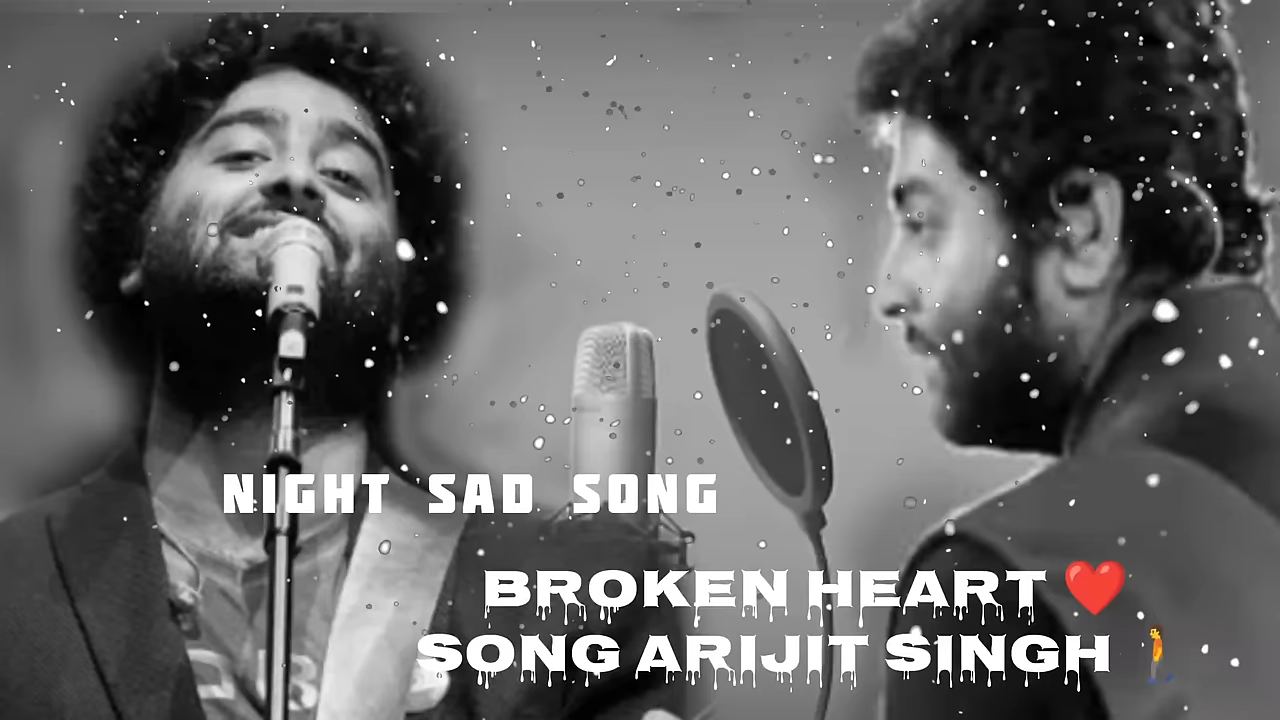 NIGHT SAD SONG
BROKEN HEART ❤️
SONG ARIJIT SINGH 🧍